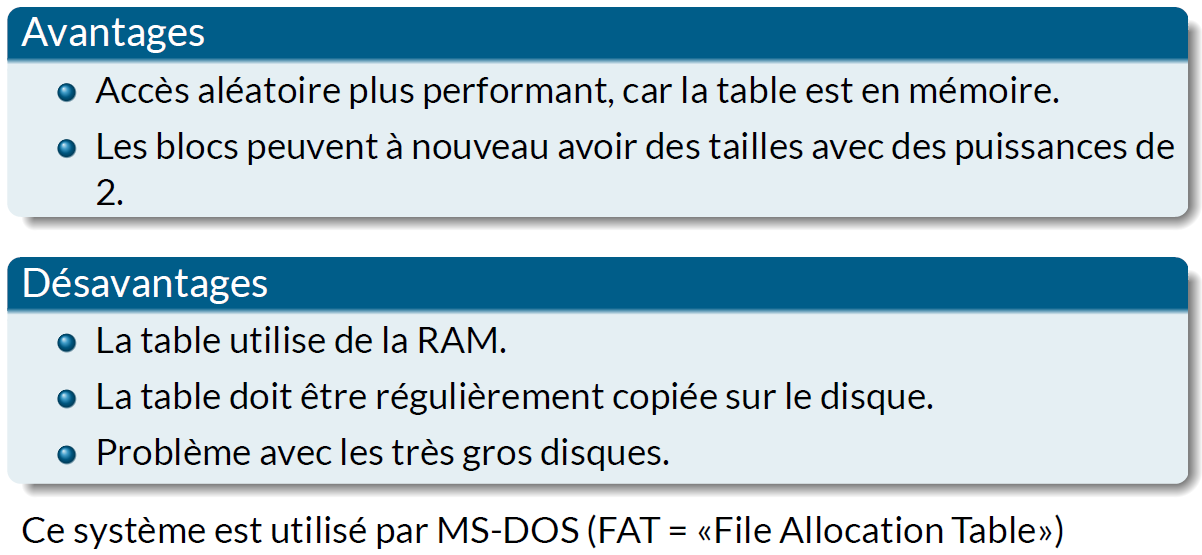 Avantages
Accès aléatoire plus performant, car la table est en mémoire.
Les blocs peuvent à nouveau avoir des tailles avec des puissances de
2.
Désavantages
La table utilise de la RAM.
La table doit être régulièrement copiée sur le disque.
Problème avec les très gros disques.
Ce système est utilisé par MS-DOS (FAT = «File Allocation Table»)